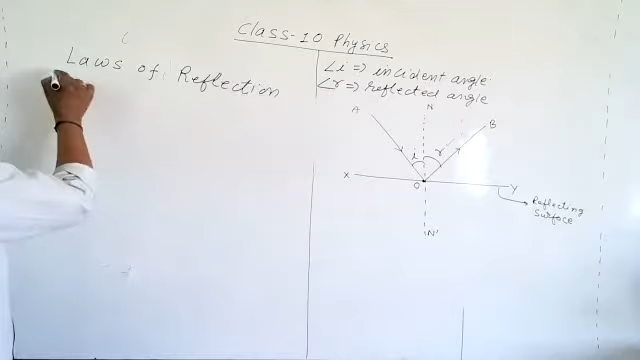 Class-10 Physics
Laws of Reflection
∠i => incident angle
∠r => reflected angle
N
A
B
i
r
X
O
Y
Reflecting
Surface
N'